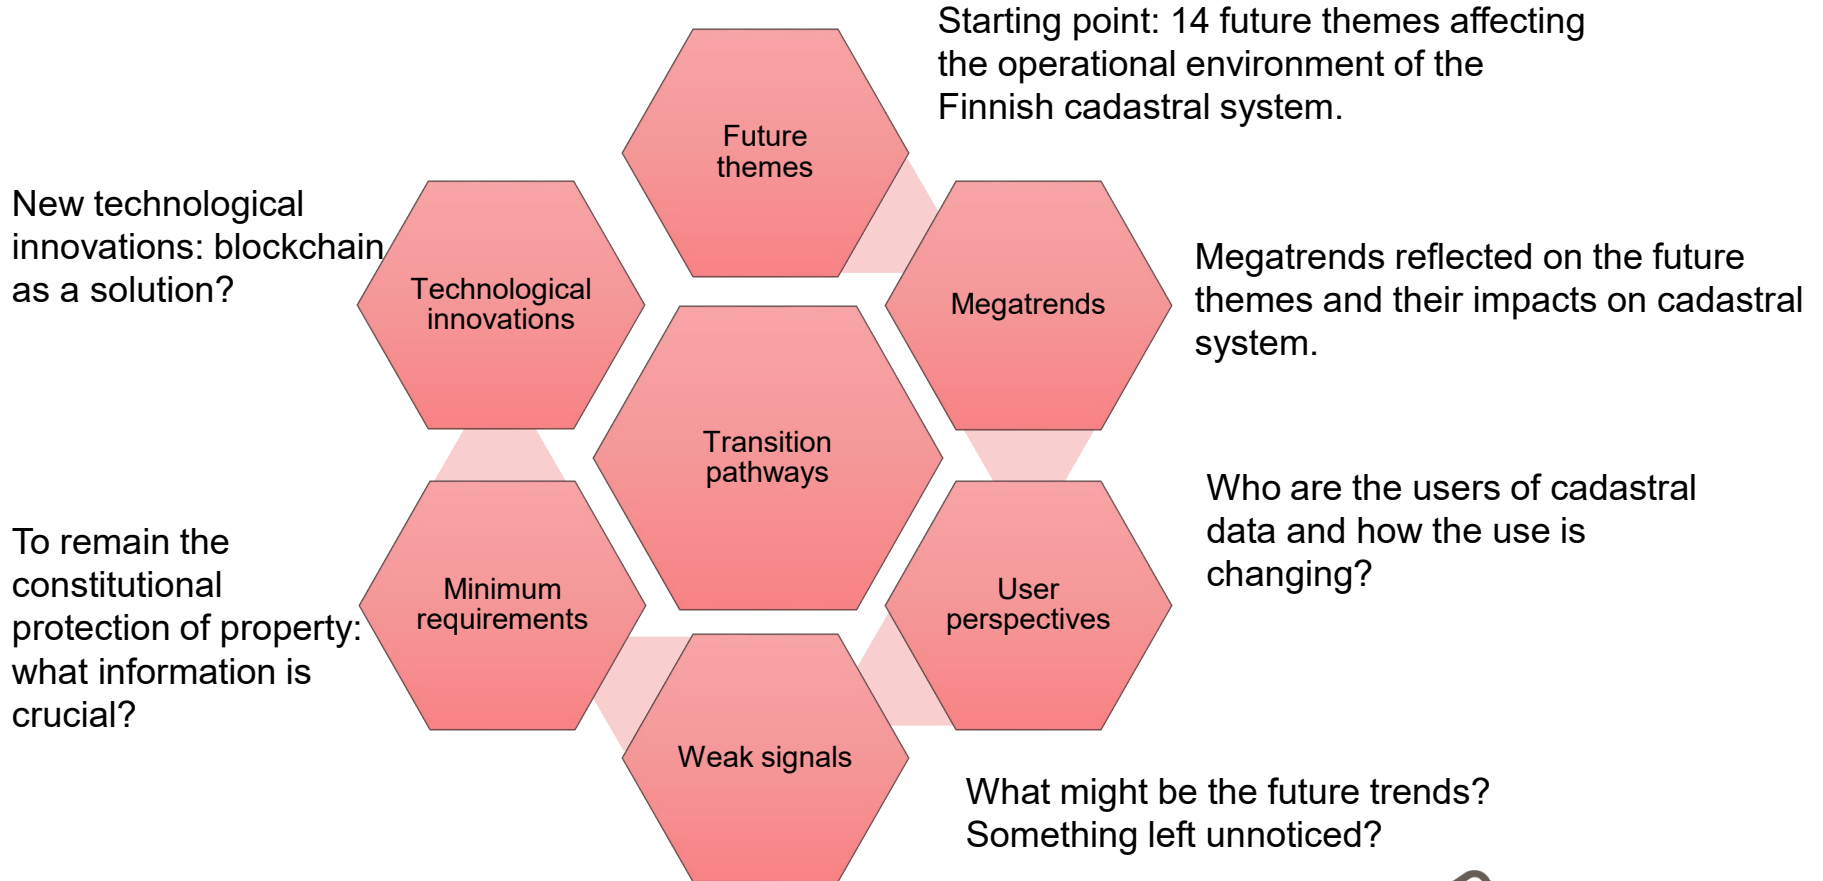 Starting point: 14 future themes affecting
the operational environment of the
Finnish cadastral system.
Future
themes
New technological
innovations: blockchain
as a solution?
Technological
innovations
Megatrends
Megatrends reflected on the future
themes and their impacts on cadastral
system.
Transition
pathways
Who are the users of cadastral
data and how the use is
changing?
To remain the
constitutional
protection of property:
what information is
crucial?
Minimum
requirements
User
perspectives
Weak signals
What might be the future trends?
Something left unnoticed?